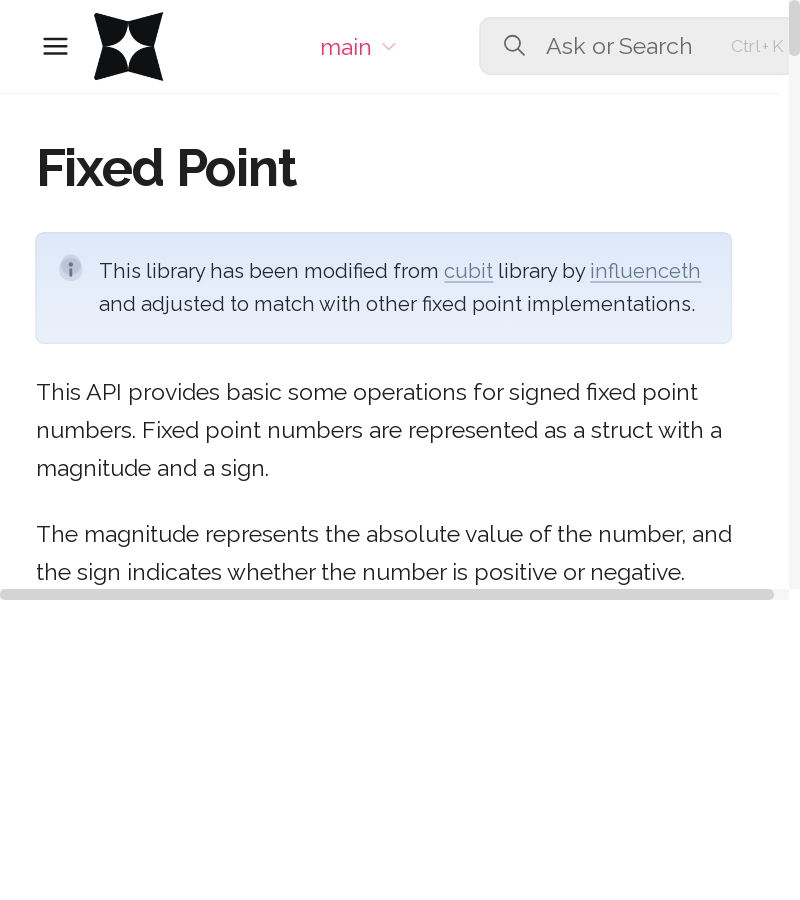 main
Ask or Search
Ctrl + K
Fixed Point
This library has been modified from cubit library by influenceth
and adjusted to match with other fixed point implementations.
This API provides basic some operations for signed fixed point
numbers. Fixed point numbers are represented as a struct with a
magnitude and a sign.
The magnitude represents the absolute value of the number, and
the sign indicates whether the number is positive or negative.